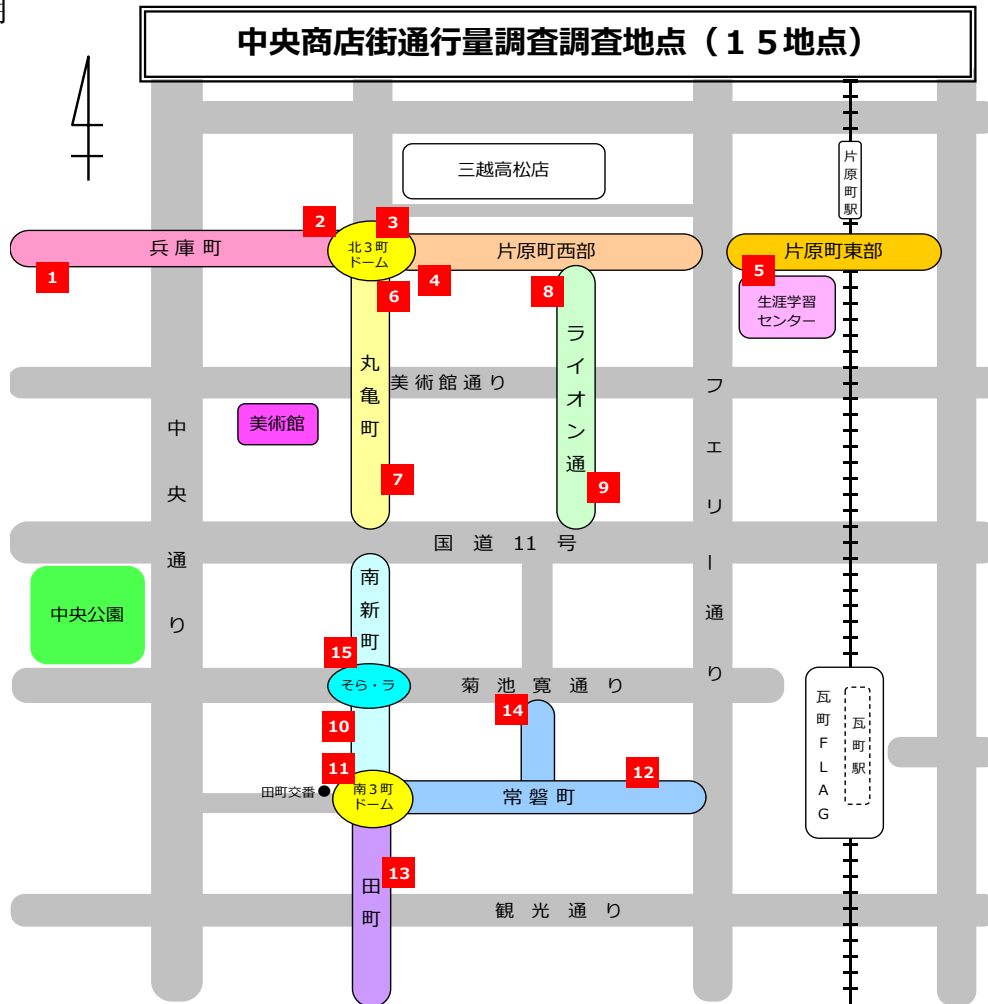 中央商店街通行量調査調査地点（１５地点）
三越高松店
片原町駅
2
3
兵庫町
北３町
ドーム
片原町西部
片原町東部
1
4
5
6
8
生涯学習
センター
丸亀町
ライオン通
美術館通り
フェリー通り
美術館
中央通り
7
9
国道11号
南新町
中央公園
15
そら・ラ
菊池寛通り
瓦町FLAG
瓦町駅
14
10
11
12
田町交番
南３町
ドーム
常磐町
13
田町
観光通り